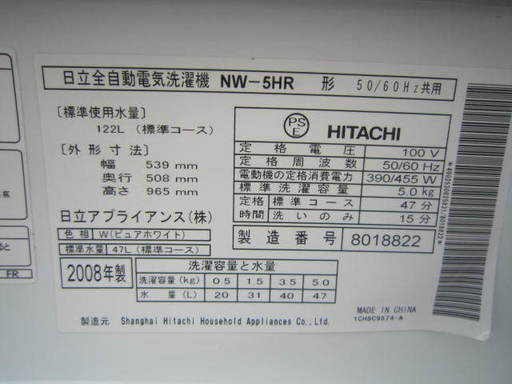 日立全自動電気洗濯機 NW-5HR 形 50/60Hz共用
〔標準使用水量〕
122L (標準コース)
〔外形寸法〕
幅 539 mm
奥行 508 mm
高さ 965 mm
日立アプライアンス(株)
色相 W(ピュアホワイト)
標準水量 47L(標準コース)
PS
E
HITACHI
定格電圧 100 V
定格周波数 50/60 Hz
電動機の定格消費電力 390/455 W
標準洗濯容量 5.0 kg
定格時間 標準コース 47分
洗いのみ 15分
製造番号 8018822
2008年製
洗濯容量と水量
洗濯容量(kg) 0.5 1.5 3.5 5.0
水量(L) 20 31 40 47
製造元 Shanghai Hitachi Household Appliances Co., Ltd.
MADE IN CHINA
1CH5C9574-A
FR